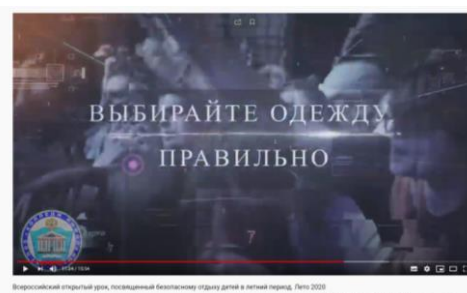 ВЫБИРАЙТЕ ОДЕЖДУ
ПРАВИЛЬНО
?
Всероссийский открытый урок, посвященный безопасному отдыху детей в летний период. Лето 2020